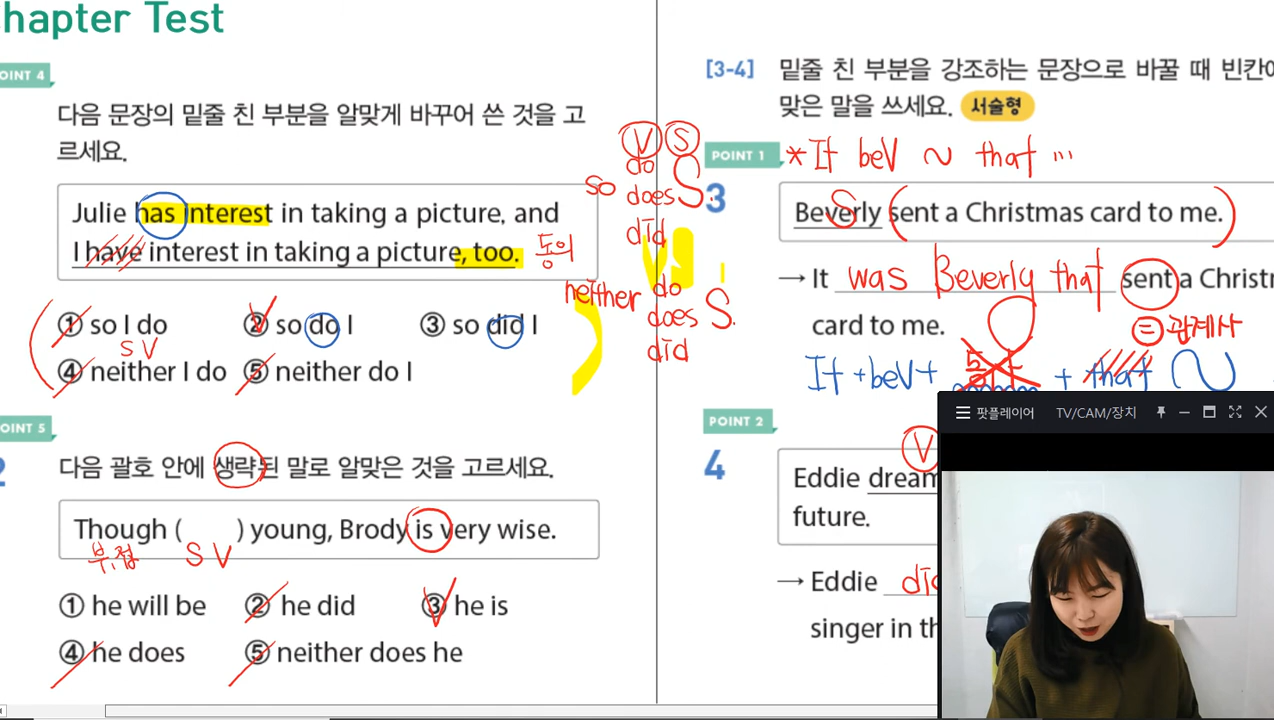 hapter Test
OINT 4
다음 문장의 밑줄 친 부분을 알맞게 바꾸어 쓴 것을 고
르세요.
Julie has interest in taking a picture, and
I have interest in taking a picture, too.
동의
① so I do
② so do I
③ so did I
S V
④ neither I do
⑤ neither do I
V S
do
so does S
did
VS
neither do
does S.
did
OINT 5
2
다음 괄호 안에 생략된 말로 알맞은 것을 고르세요.
Though ( ) young, Brody is very wise.
부.접 S V
① he will be
② he did
③ he is
④ he does
⑤ neither does he
[3-4] 밑줄 친 부분을 강조하는 문장으로 바꿀 때 빈칸에
맞은 말을 쓰세요. 서술형
POINT 1
*It beV ~ that ...
3
S
Beverly sent a Christmas card to me.
→ It was Beverly that sent a Christm
card to me.
= 관계사
It + beV + + that ~
POINT 2
4
V
Eddie dream
future.
→ Eddie did
singer in th
팟플레이어 TV/CAM/장치